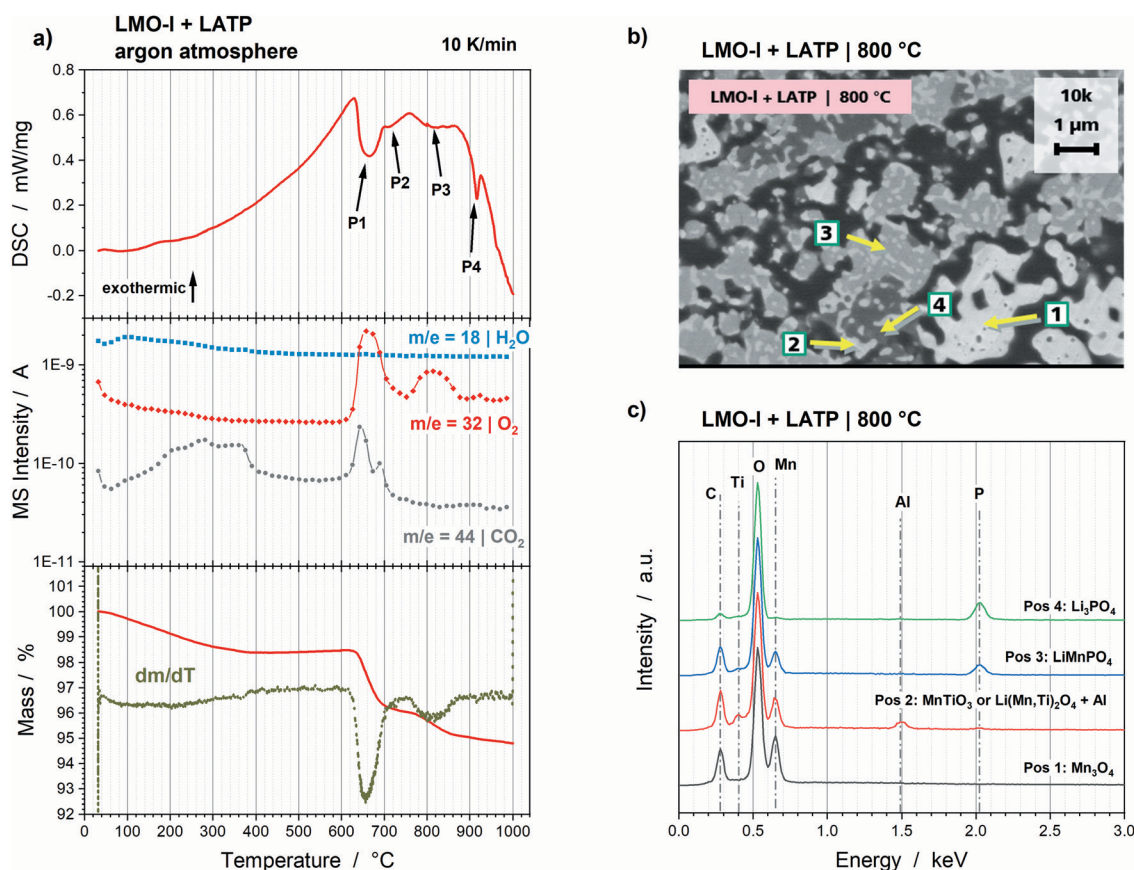 a)
LMO-I + LATP
argon atmosphere
10 K/min
0.8
0.6
0.4
0.2
0.0
-0.2
DSC / mW/mg
P1
P2
P3
P4
exothermic
1E-9
1E-10
1E-11
MS Intensity / A
m/e = 18 | H₂O
m/e = 32 | O₂
m/e = 44 | CO₂
101
100
99
98
97
96
95
94
93
92
Mass / %
dm/dT
0 100 200 300 400 500 600 700 800 900 1000
Temperature / °C
b)
LMO-I + LATP | 800 °C
LMO-I + LATP | 800 °C
10k
1 µm
3
4
1
2
c)
LMO-I + LATP | 800 °C
C
Ti
O
Mn
Al
P
Pos 4: Li₃PO₄
Pos 3: LiMnPO₄
Pos 2: MnTiO₃ or Li(Mn,Ti)₂O₄ + Al
Pos 1: Mn₃O₄
Intensity / a.u.
0.0 0.5 1.0 1.5 2.0 2.5 3.0
Energy / keV